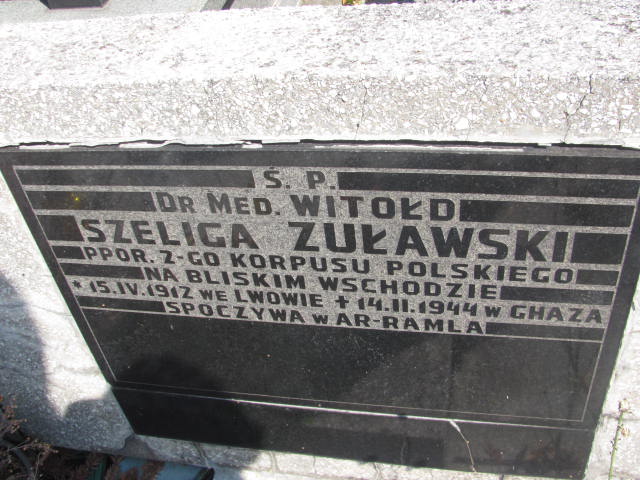 Ś. P.
DR MED. WITOŁD
SZELIGA ŻUŁAWSKI
PPOR. 2-GO KORPUSU POLSKIEGO
NA BLISKIM WSCHODZIE
* 15.IV.1912 WE LWOWIE + 14.II.1944 W GHAZA
SPOCZYWA W AR-RAMLA